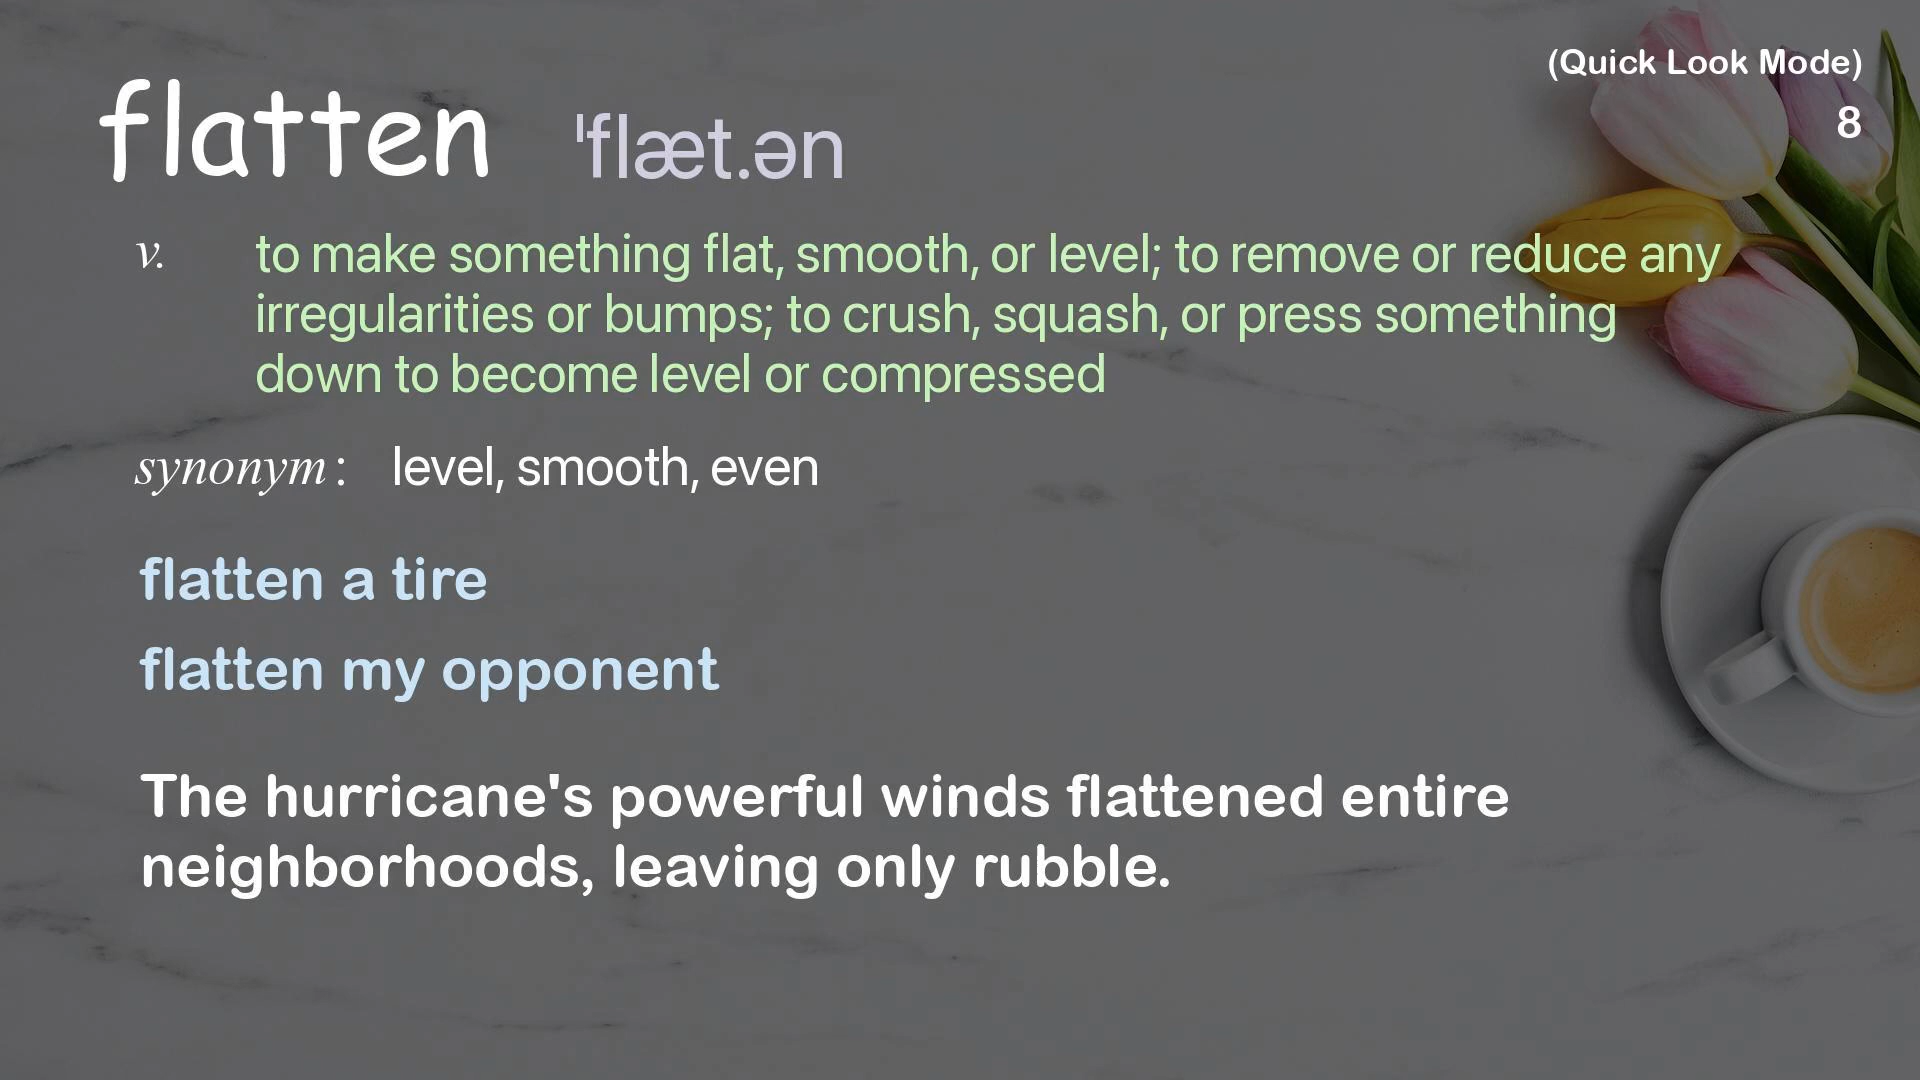 (Quick Look Mode)
8
flatten ˈflæt.ən
v. to make something flat, smooth, or level; to remove or reduce any
irregularities or bumps; to crush, squash, or press something
down to become level or compressed
synonym: level, smooth, even
flatten a tire
flatten my opponent
The hurricane's powerful winds flattened entire
neighborhoods, leaving only rubble.